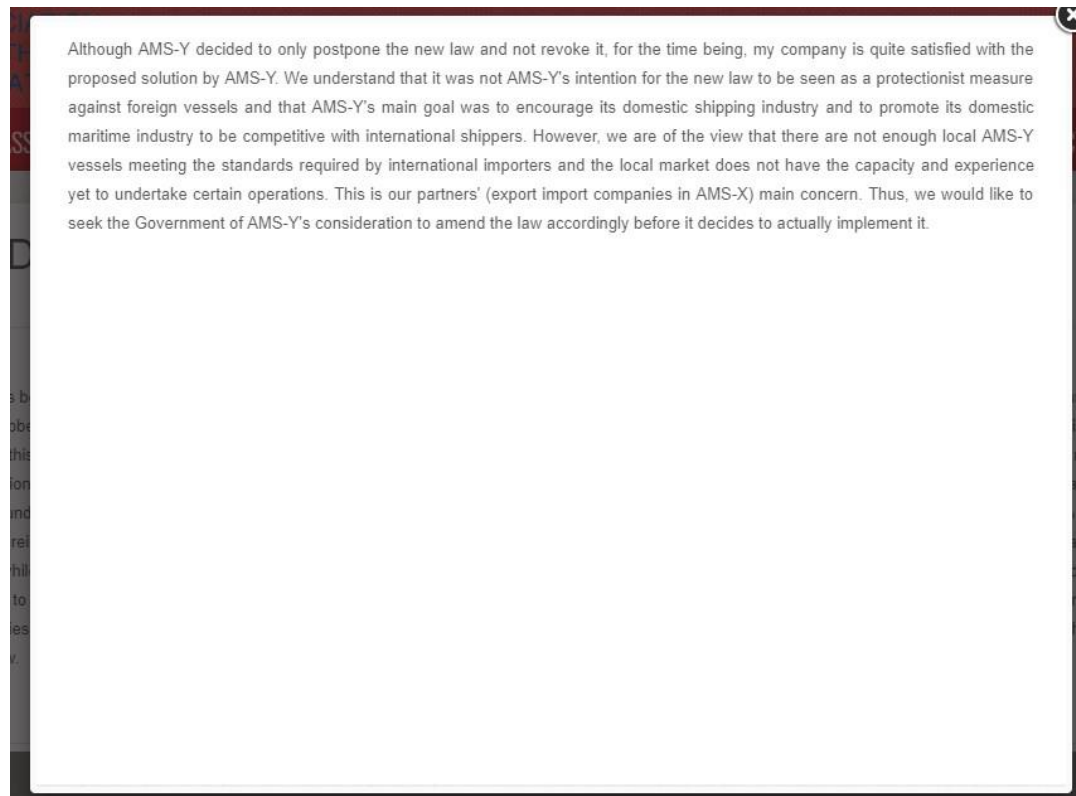 Although AMS-Y decided to only postpone the new law and not revoke it, for the time being, my company is quite satisfied with the
proposed solution by AMS-Y. We understand that it was not AMS-Y's intention for the new law to be seen as a protectionist measure
against foreign vessels and that AMS-Y's main goal was to encourage its domestic shipping industry and to promote its domestic
maritime industry to be competitive with international shippers. However, we are of the view that there are not enough local AMS-Y
vessels meeting the standards required by international importers and the local market does not have the capacity and experience
yet to undertake certain operations. This is our partners' (export import companies in AMS-X) main concern. Thus, we would like to
seek the Government of AMS-Y's consideration to amend the law accordingly before it decides to actually implement it.